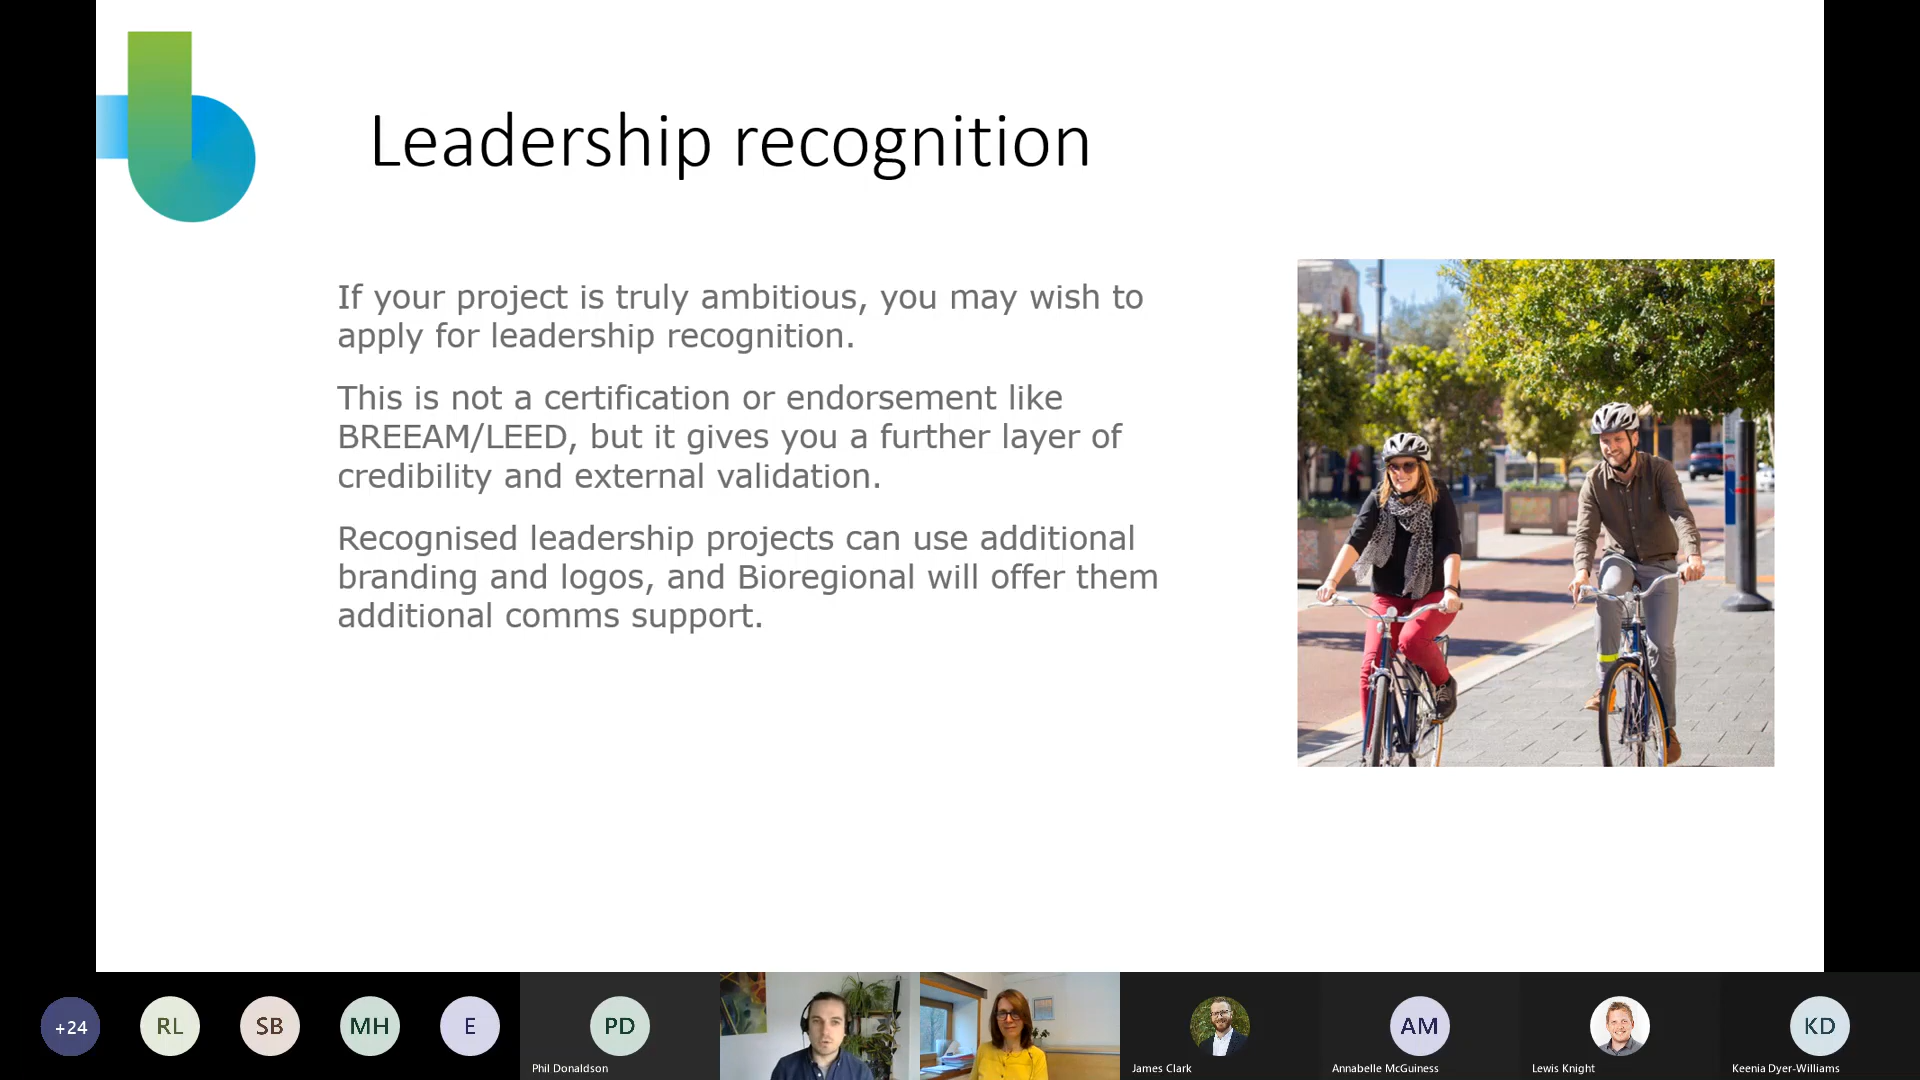 Leadership recognition
If your project is truly ambitious, you may wish to
apply for leadership recognition.
This is not a certification or endorsement like
BREEAM/LEED, but it gives you a further layer of
credibility and external validation.
Recognised leadership projects can use additional
branding and logos, and Bioregional will offer them
additional comms support.
+24
RL
SB
MH
E
PD
Phil Donaldson
James Clark
AM
Annabelle McGuiness
Lewis Knight
KD
Keenia Dyer-Williams